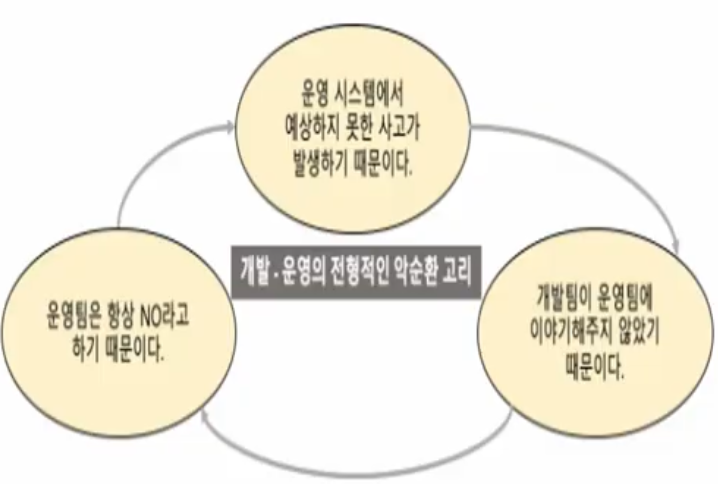 운영 시스템에서
예상하지 못한 사고가
발생하기 때문이다.
개발 · 운영의 전형적인 악순환 고리
운영팀은 항상 NO라고
하기 때문이다.
개발팀이 운영팀에
이야기해주지 않았기
때문이다.